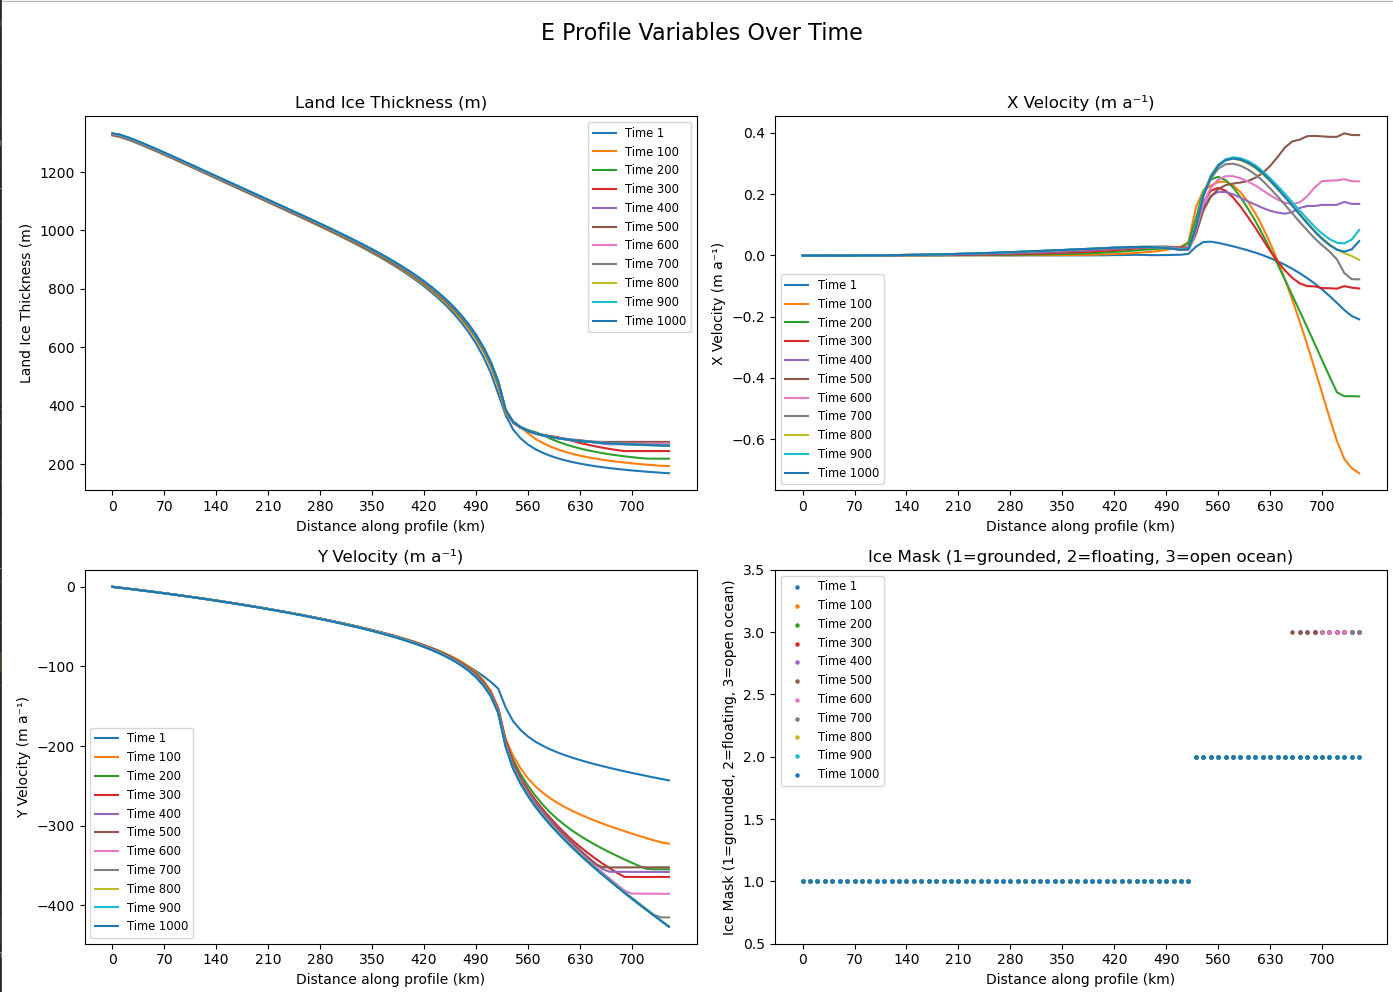 E Profile Variables Over Time
Land Ice Thickness (m)
Land Ice Thickness (m)
1200
1000
800
600
400
200
Time 1
Time 100
Time 200
Time 300
Time 400
Time 500
Time 600
Time 700
Time 800
Time 900
Time 1000
0 70 140 210 280 350 420 490 560 630 700
Distance along profile (km)
X Velocity (m a⁻¹)
X Velocity (m a⁻¹)
0.4
0.2
0.0
−0.2
−0.4
−0.6
Time 1
Time 100
Time 200
Time 300
Time 400
Time 500
Time 600
Time 700
Time 800
Time 900
Time 1000
0 70 140 210 280 350 420 490 560 630 700
Distance along profile (km)
Y Velocity (m a⁻¹)
Y Velocity (m a⁻¹)
0
−100
−200
−300
−400
Time 1
Time 100
Time 200
Time 300
Time 400
Time 500
Time 600
Time 700
Time 800
Time 900
Time 1000
0 70 140 210 280 350 420 490 560 630 700
Distance along profile (km)
Ice Mask (1=grounded, 2=floating, 3=open ocean)
Ice Mask (1=grounded, 2=floating, 3=open ocean)
3.5
3.0
2.5
2.0
1.5
1.0
0.5
Time 1
Time 100
Time 200
Time 300
Time 400
Time 500
Time 600
Time 700
Time 800
Time 900
Time 1000
0 70 140 210 280 350 420 490 560 630 700
Distance along profile (km)